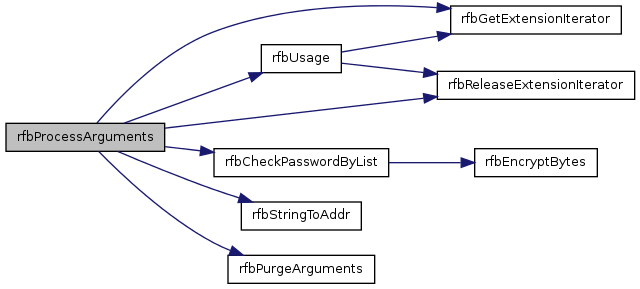 rfbGetExtensionIterator
rfbUsage
rfbReleaseExtensionIterator
rfbProcessArguments
rfbCheckPasswordByList
rfbEncryptBytes
rfbStringToAddr
rfbPurgeArguments